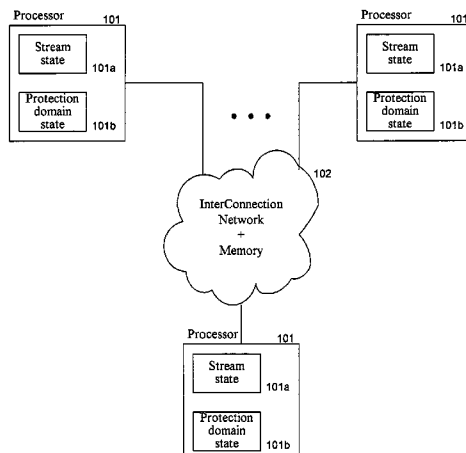 Processor 101
Stream
state
101a
Protection
domain
state
101b
• • •
Processor 101
Stream
state
101a
Protection
domain
state
101b
102
InterConnection
Network
+
Memory
Processor 101
Stream
state
101a
Protection
domain
state
101b